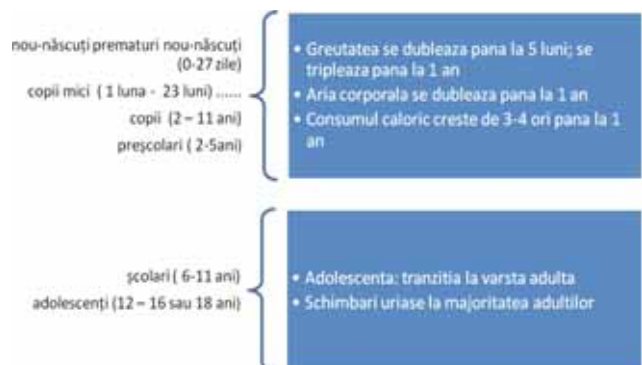 nou-născuți prematuri nou-născuți
(0-27 zile)
copii mici ( 1 luna - 23 luni) ......
copii (2 – 11 ani)
preșcolari ( 2-5ani)
• Greutatea se dubleaza pana la 5 luni; se
tripleaza pana la 1 an
• Aria corporala se dubleaza pana la 1 an
• Consumul caloric creste de 3-4 ori pana la 1
an
școlari ( 6-11 ani)
adolescenți (12 – 16 sau 18 ani)
• Adolescenta: tranzitia la varsta adulta
• Schimbari uriase la majoritatea adultilor